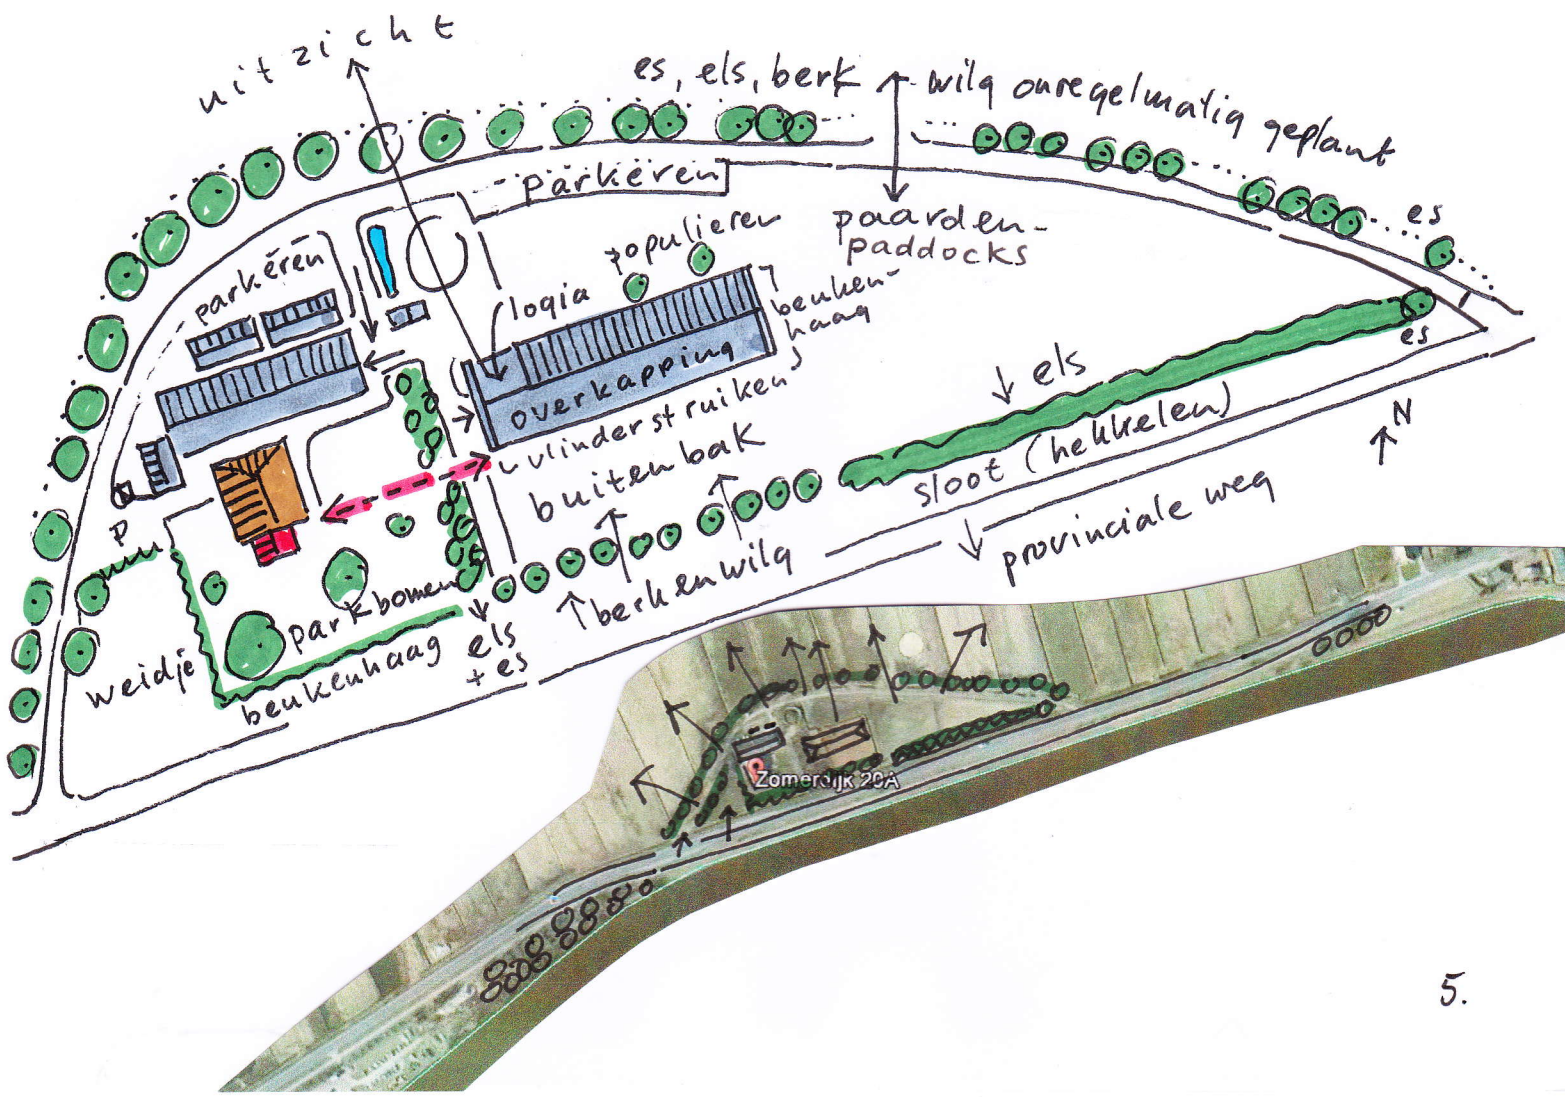 uitzicht
es, els, berk
wilg onregelmatig geplant
parkeren
es
paarden-
paddocks
populieren
parkeren
logia
beuken-
haag
overkapping
es
els
vlinderstruiken
buitenbak
sloot (hekkelen)
N
provinciale weg
P
berkenwilg
parkbomen
els
+ es
beukenhaag
weidje
Zomerdijk 20A
5.